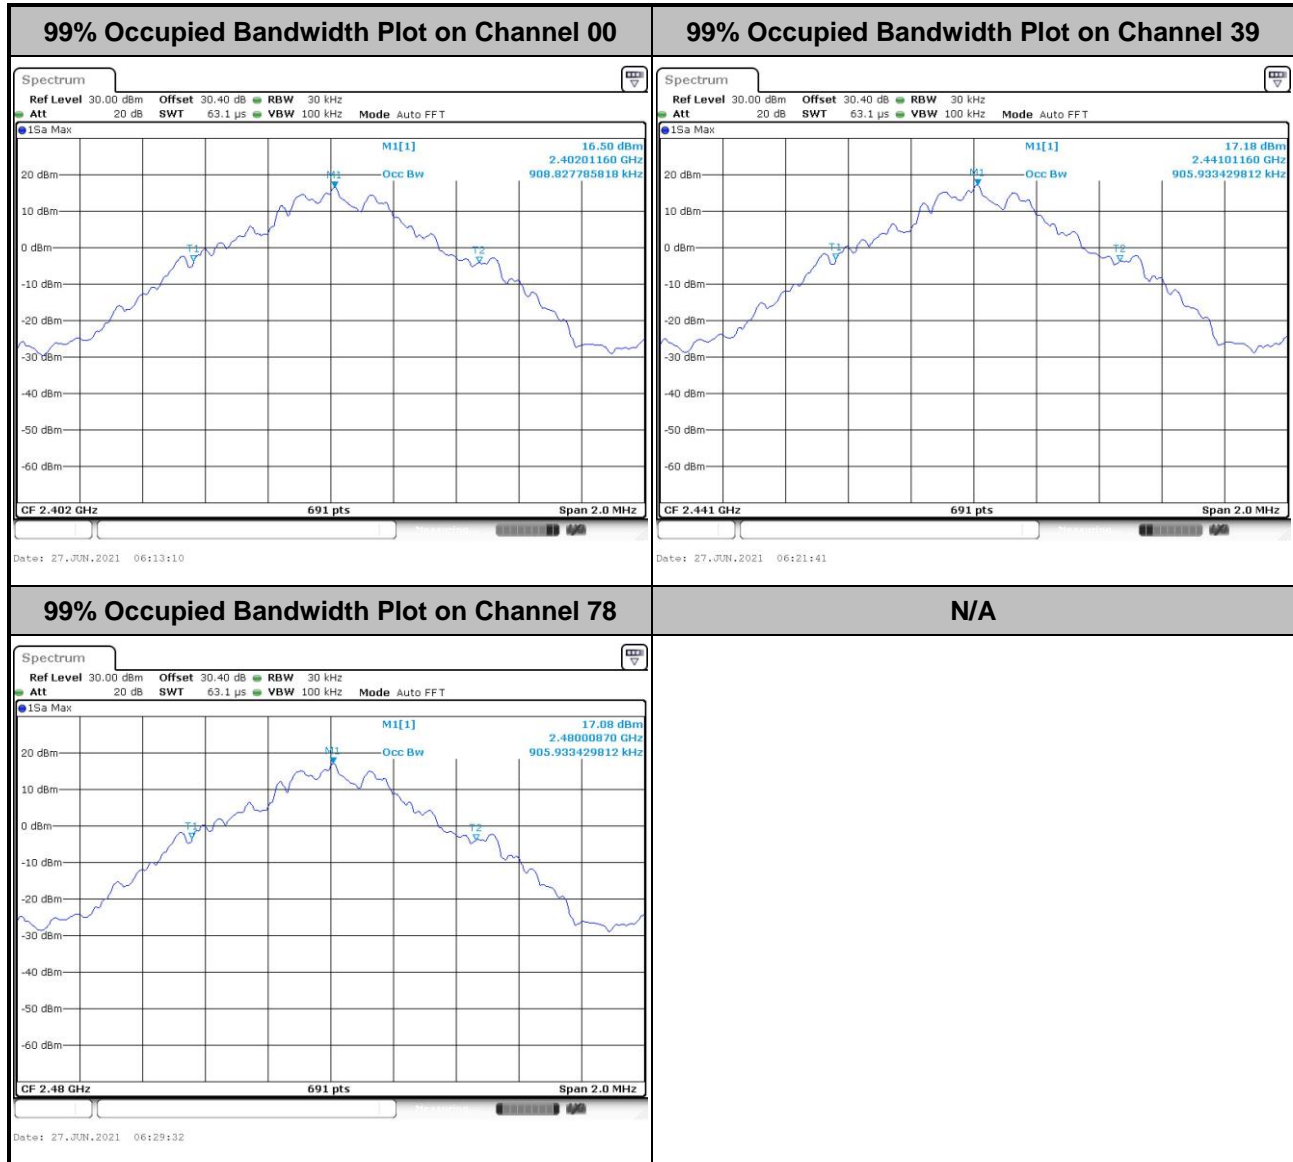 99% Occupied Bandwidth Plot on Channel 00
99% Occupied Bandwidth Plot on Channel 39
Spectrum
Ref Level 30.00 dBm Offset 30.40 dB RBW 30 kHz
Att 20 dB SWT 63.1 µs VBW 100 kHz Mode Auto FFT
1Sa Max
M1[1] 16.50 dBm
2.40201160 GHz
Occ Bw 908.827785818 kHz
M1
20 dBm
10 dBm
0 dBm
T1
T2
-10 dBm
-20 dBm
-30 dBm
-40 dBm
-50 dBm
-60 dBm
CF 2.402 GHz 691 pts Span 2.0 MHz
Date: 27.JUN.2021 06:13:10
Spectrum
Ref Level 30.00 dBm Offset 30.40 dB RBW 30 kHz
Att 20 dB SWT 63.1 µs VBW 100 kHz Mode Auto FFT
1Sa Max
M1[1] 17.18 dBm
2.44101160 GHz
Occ Bw 905.933429812 kHz
M1
20 dBm
10 dBm
0 dBm
T1
T2
-10 dBm
-20 dBm
-30 dBm
-40 dBm
-50 dBm
-60 dBm
CF 2.441 GHz 691 pts Span 2.0 MHz
Date: 27.JUN.2021 06:21:41
99% Occupied Bandwidth Plot on Channel 78
N/A
Spectrum
Ref Level 30.00 dBm Offset 30.40 dB RBW 30 kHz
Att 20 dB SWT 63.1 µs VBW 100 kHz Mode Auto FFT
1Sa Max
M1[1] 17.08 dBm
2.48000870 GHz
Occ Bw 905.933429812 kHz
M1
20 dBm
10 dBm
0 dBm
T1
T2
-10 dBm
-20 dBm
-30 dBm
-40 dBm
-50 dBm
-60 dBm
CF 2.48 GHz 691 pts Span 2.0 MHz
Date: 27.JUN.2021 06:29:32